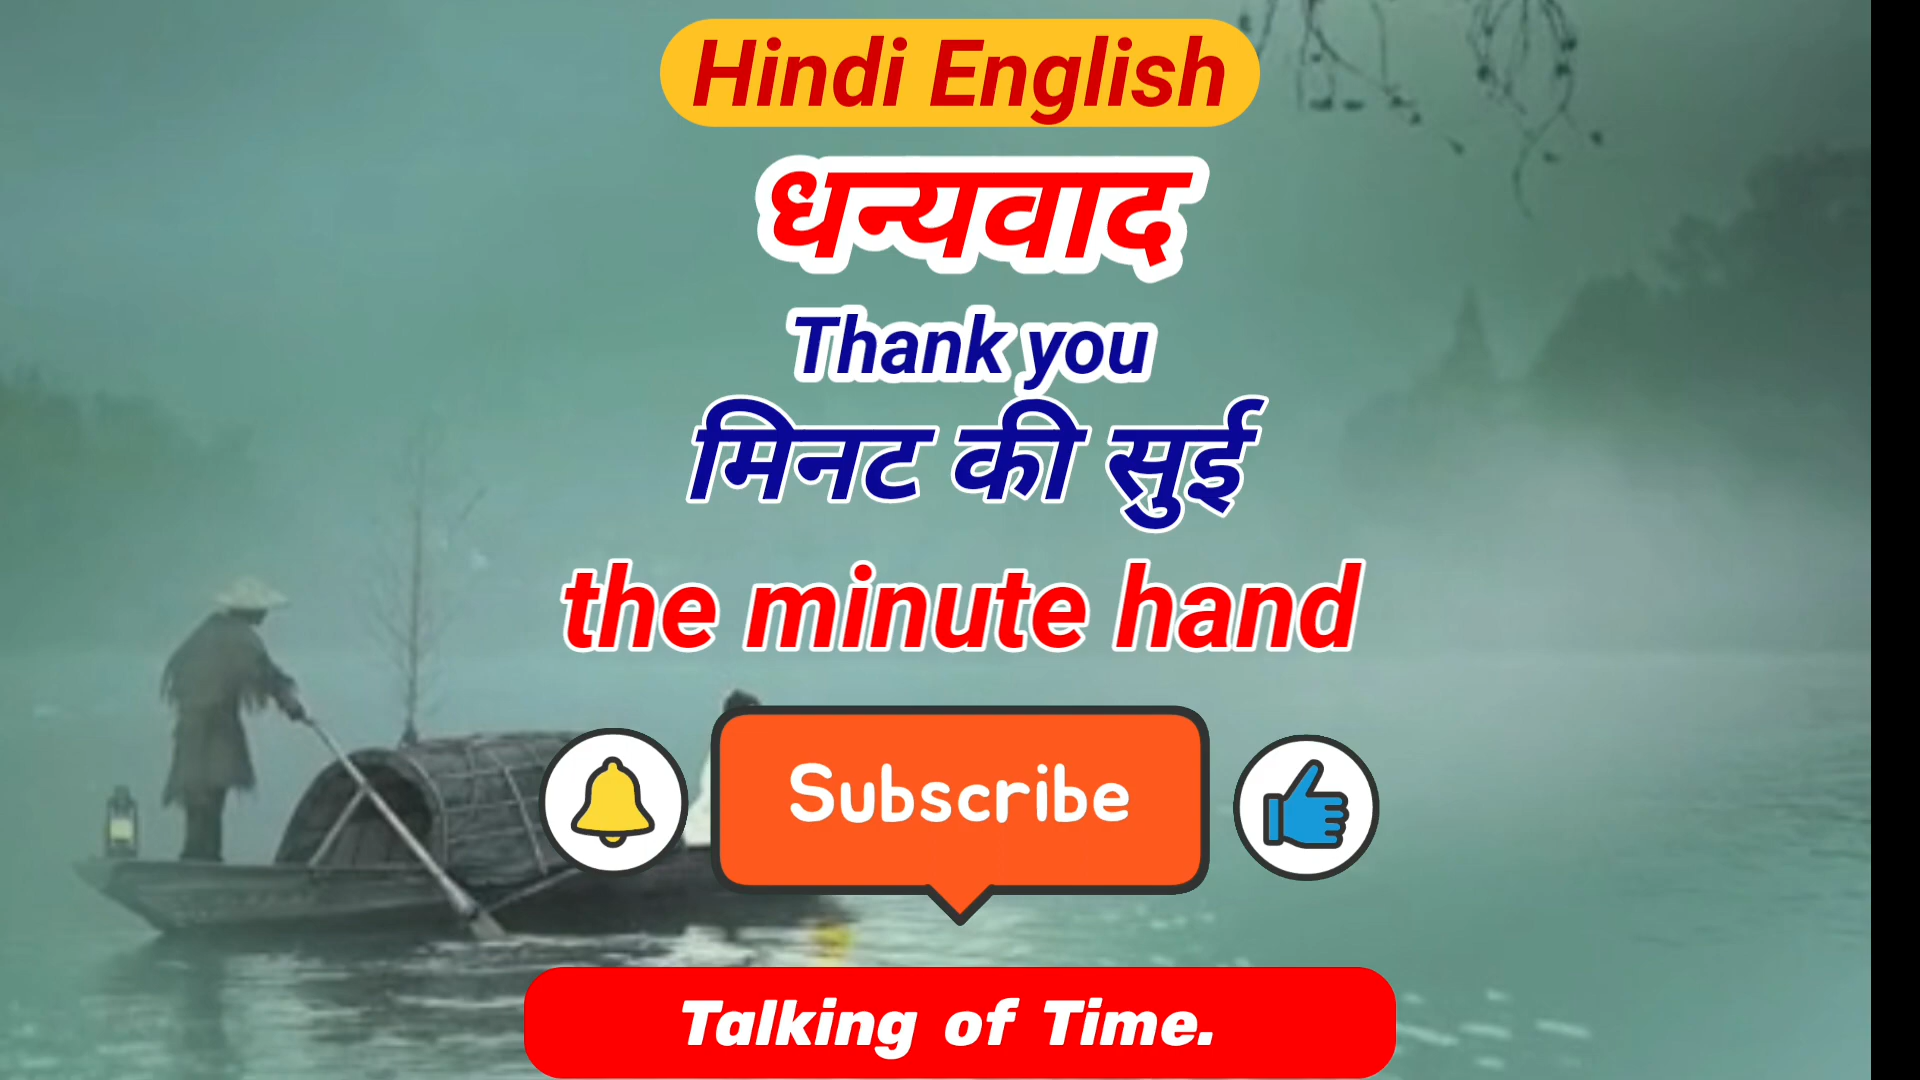 Hindi English
धन्यवाद
Thank you
मिनट की सुई
the minute hand
Subscribe
Talking of Time.